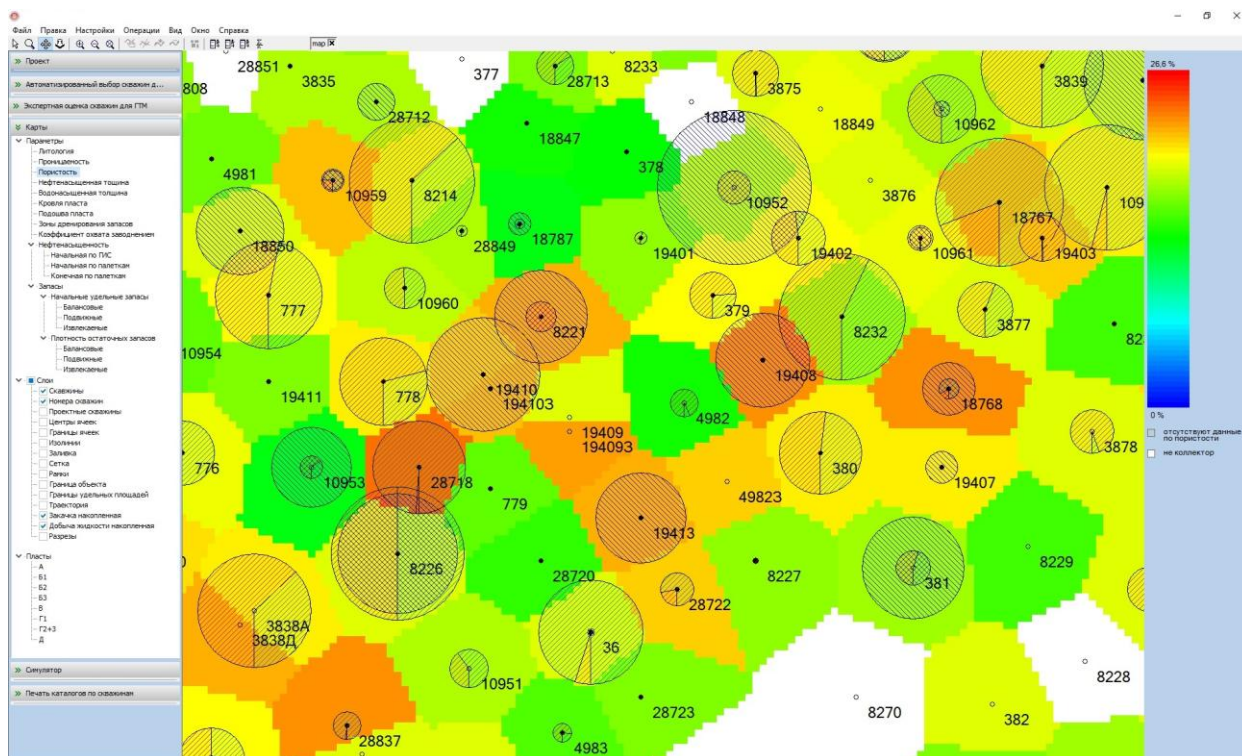 Файл Правка Настройки Операции Вид Окно Справка
map
Проект
Автоматизированный выбор скважин д...
Экспертная оценка скважин для ГТМ
Карты
Параметры
Литология
Проницаемость
Пористость
Нефтенасыщенная тощина
Водонасыщенная толщина
Кровля пласта
Подошва пласта
Зоны дренирования запасов
Коэффициент охвата заводнением
Нефтенасыщенность
Начальная по ГИС
Начальная по палеткам
Конечная по палеткам
Запасы
Начальные удельные запасы
Балансовые
Подвижные
Извлекаемые
Плотность остаточных запасов
Балансовые
Подвижные
Извлекаемые
Слои
Скважины
Номера скважин
Проектные скважины
Центры ячеек
Границы ячеек
Изолинии
Заливка
Сетка
Рамки
Граница объекта
Границы удельных площадей
Траектория
Закачка накопленная
Добыча жидкости накопленная
Разрезы
Пласты
А
Б1
Б2
Б3
В
Г1
Г2+3
Д
Симулятор
Печать каталогов по скважинам
28851
3835
377
28713
8233
3875
3839
808
28712
18847
18848
18849
10962
4981
10959
8214
378
10952
3876
18767
109
18850
28849
18787
19401
19402
10961
19403
777
10960
8221
379
8232
3877
82
10954
19411
778
19410
194103
4982
19408
18768
776
10953
28718
779
19409
194093
49823
380
19407
3878
19413
8226
28720
28722
8227
381
8229
3838А
3838Д
36
10951
28723
8270
382
8228
28837
4983
26,6 %
0 %
отсутствуют данные
по пористости
не коллектор